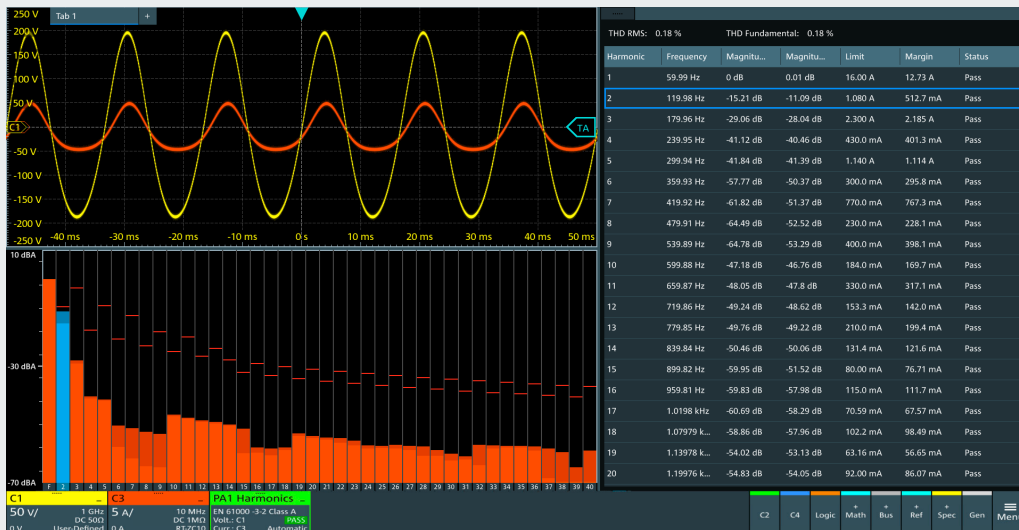 250 V
Tab 1
+
200 V
150 V
100 V
50 V
C1
TA
-50 V
-100 V
-150 V
-200 V
-250 V
-40 ms -30 ms -20 ms -10 ms 0 s 10 ms 20 ms 30 ms 40 ms 50 ms
10 dBA
-30 dBA
-70 dBA
F 2 3 4 5 6 7 8 9 10 11 12 13 14 15 16 17 18 19 20 21 22 23 24 25 26 27 28 29 30 31 32 33 34 35 36 37 38 39 40
THD RMS: 0.18 % THD Fundamental: 0.18 %
Harmonic Frequency Magnitu... Magnitu... Limit Margin Status
1 59.99 Hz 0 dB 0.01 dB 16.00 A 12.73 A Pass
2 119.98 Hz -15.21 dB -11.09 dB 1.080 A 512.7 mA Pass
3 179.96 Hz -29.06 dB -28.04 dB 2.300 A 2.185 A Pass
4 239.95 Hz -41.12 dB -40.46 dB 430.0 mA 401.3 mA Pass
5 299.94 Hz -41.84 dB -41.39 dB 1.140 A 1.114 A Pass
6 359.93 Hz -57.77 dB -50.37 dB 300.0 mA 295.8 mA Pass
7 419.92 Hz -61.82 dB -51.37 dB 770.0 mA 767.3 mA Pass
8 479.91 Hz -64.49 dB -52.52 dB 230.0 mA 228.1 mA Pass
9 539.89 Hz -64.78 dB -53.29 dB 400.0 mA 398.1 mA Pass
10 599.88 Hz -47.18 dB -46.76 dB 184.0 mA 169.7 mA Pass
11 659.87 Hz -48.05 dB -47.8 dB 330.0 mA 317.1 mA Pass
12 719.86 Hz -49.24 dB -48.62 dB 153.3 mA 142.0 mA Pass
13 779.85 Hz -49.76 dB -49.22 dB 210.0 mA 199.4 mA Pass
14 839.84 Hz -50.46 dB -50.06 dB 131.4 mA 121.6 mA Pass
15 899.82 Hz -59.95 dB -51.52 dB 80.00 mA 76.71 mA Pass
16 959.81 Hz -59.83 dB -57.98 dB 115.0 mA 111.7 mA Pass
17 1.0198 kHz -60.69 dB -58.29 dB 70.59 mA 67.57 mA Pass
18 1.07979 k... -58.86 dB -57.96 dB 102.2 mA 98.49 mA Pass
19 1.13978 k... -54.02 dB -53.13 dB 63.16 mA 56.65 mA Pass
20 1.19976 k... -54.83 dB -54.05 dB 92.00 mA 86.07 mA Pass
C1
50 V/ 1 GHz
DC 50Ω
0 V User-Defined
C3
5 A/ 10 MHz
DC 1MΩ
0 A RT-ZC10
PA1 Harmonics
EN 61000 -3-2 Class A
Volt.: C1 PASS
Curr.: C3 Automatic
C2 C4 Logic + Math + Bus + Ref + Spec Gen Menu